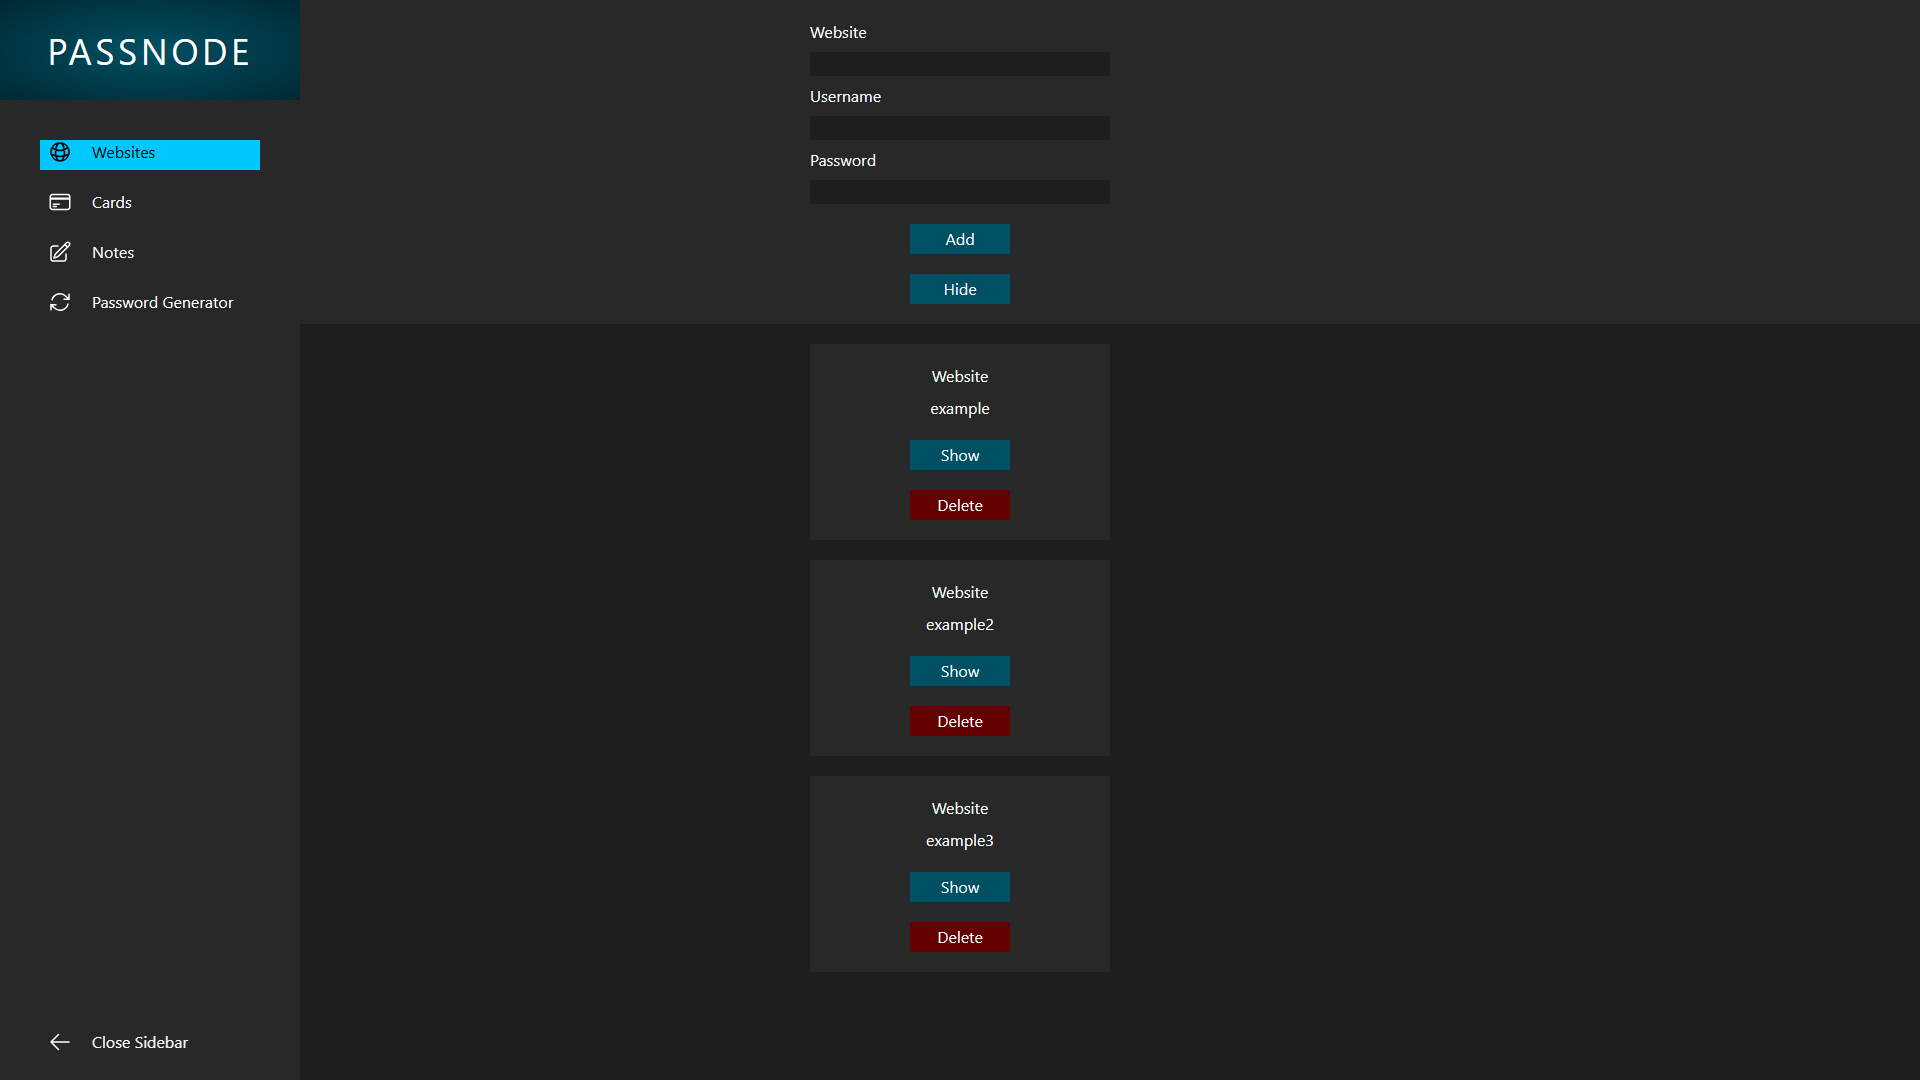 PASSNODE
Websites
Cards
Notes
Password Generator
Close Sidebar
Website
Username
Password
Add
Hide
Website
example
Show
Delete
Website
example2
Show
Delete
Website
example3
Show
Delete